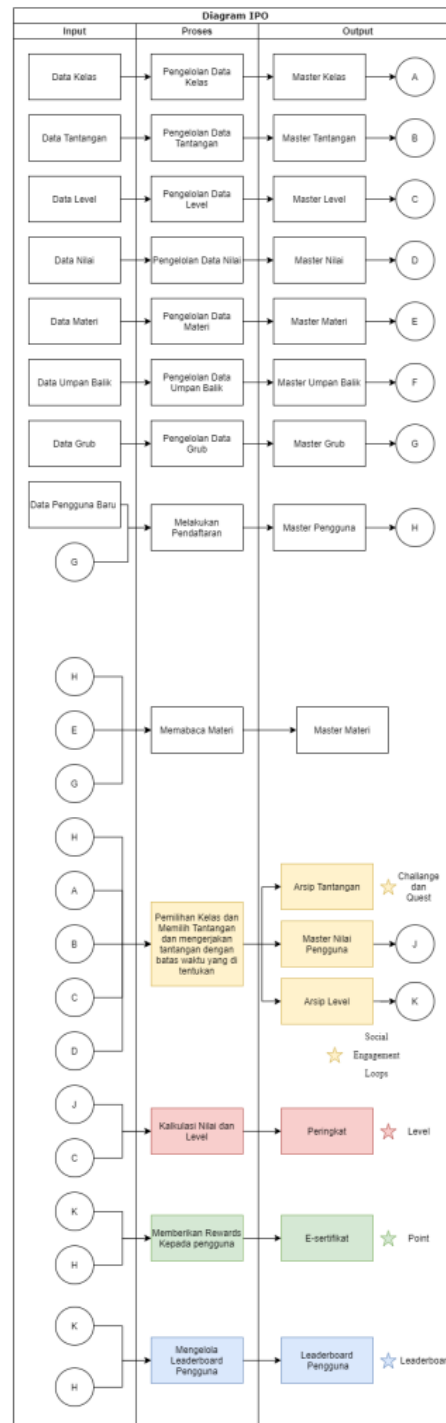 Diagram IPO
Input Proses Output
Data Kelas
Pengelolan Data
Kelas
Master Kelas
A
Data Tantangan
Pengelolan Data
Tantangan
Master Tantangan
B
Data Level
Pengelolan Data
Level
Master Level
C
Data Nilai
Pengelolan Data Nilai
Master Nilai
D
Data Materi
Pengelolan Data
Materi
Master Materi
E
Data Umpan Balik
Pengelolan Data
Umpan Balik
Master Umpan Balik
F
Data Grub
Pengelolan Data
Grub
Master Grub
G
Data Pengguna Baru
G
Melakukan
Pendaftaran
Master Pengguna
H
H
E
G
Memabaca Materi
Master Materi
H
A
B
C
D
Pemilihan Kelas dan
Memilih Tantangan
dan mengerjakan
tantangan dengan
batas waktu yang di
tentukan
Arsip Tantangan
Challange
dan
Quest
Master Nilai
Pengguna
J
Arsip Level
K
Social
Engagement
Loops
J
C
Kalkulasi Nilai dan
Level
Peringkat
Level
K
H
Memberikan Rewards
Kepada pengguna
E-sertifikat
Point
K
H
Mengelola
Leaderboard
Pengguna
Leaderboard
Pengguna
Leaderboar